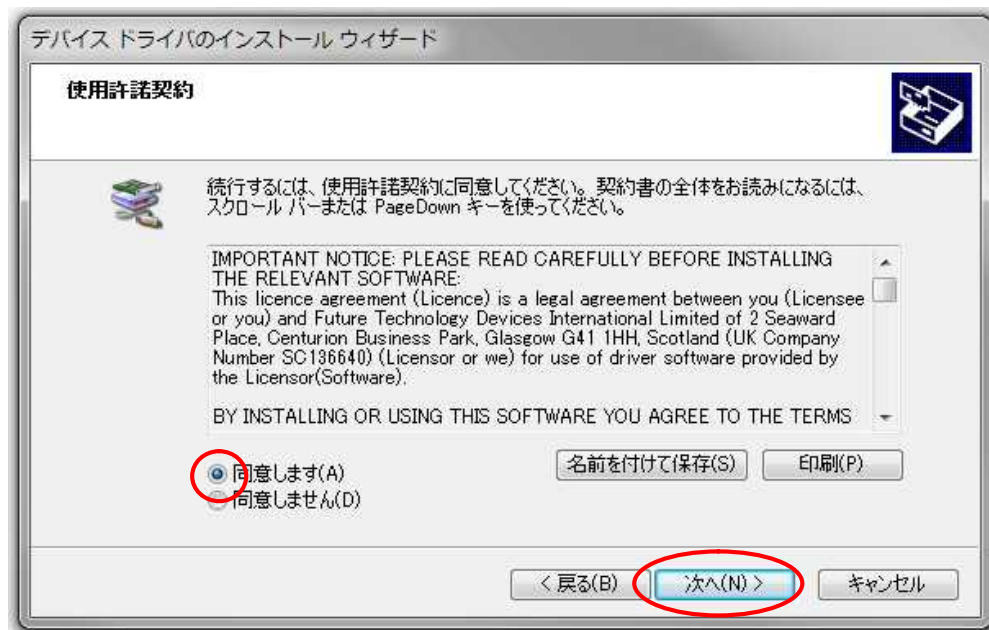 デバイス ドライバのインストール ウィザード
使用許諾契約
続行するには、使用許諾契約に同意してください。契約書の全体をお読みになるには、
スクロール バーまたは PageDown キーを使ってください。
IMPORTANT NOTICE: PLEASE READ CAREFULLY BEFORE INSTALLING
THE RELEVANT SOFTWARE:
This licence agreement (Licence) is a legal agreement between you (Licensee
or you) and Future Technology Devices International Limited of 2 Seaward
Place, Centurion Business Park, Glasgow G41 1HH, Scotland (UK Company
Number SC136640) (Licensor or we) for use of driver software provided by
the Licensor(Software).
BY INSTALLING OR USING THIS SOFTWARE YOU AGREE TO THE TERMS
同意します(A)
名前を付けて保存(S) 印刷(P)
同意しません(D)
< 戻る(B) 次へ(N) > キャンセル